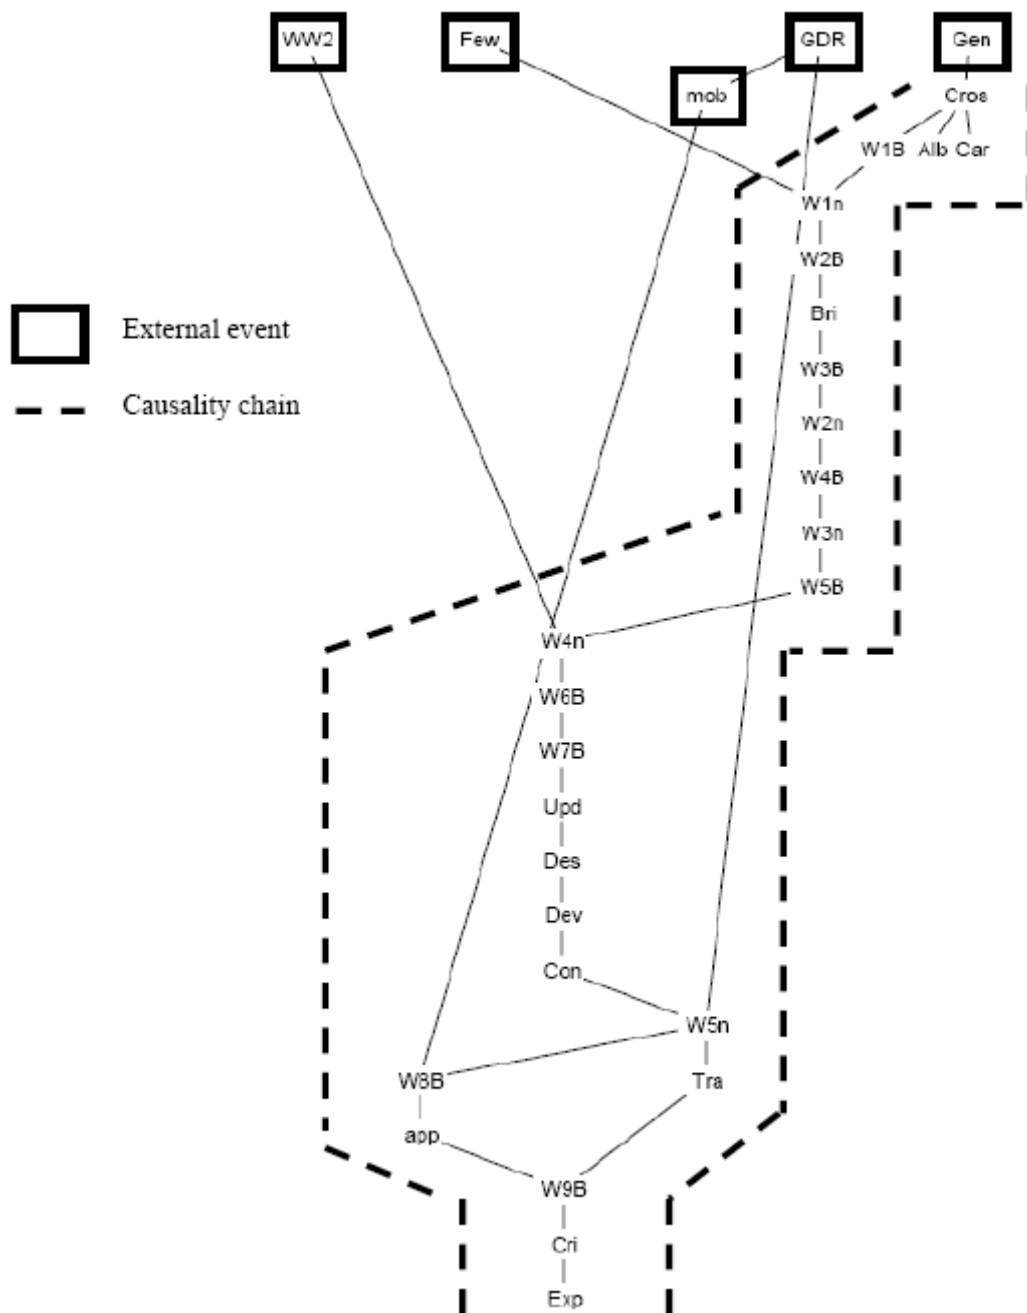 WW2 Few GDR Gen
mob Cros
W1B Alb Car
W1n
W2B
Bri
External event
W3B
Causality chain
W2n
W4B
W3n
W5B
W4n
W6B
W7B
Upd
Des
Dev
Con
W5n
W8B Tra
app
W9B
Cri
Exp